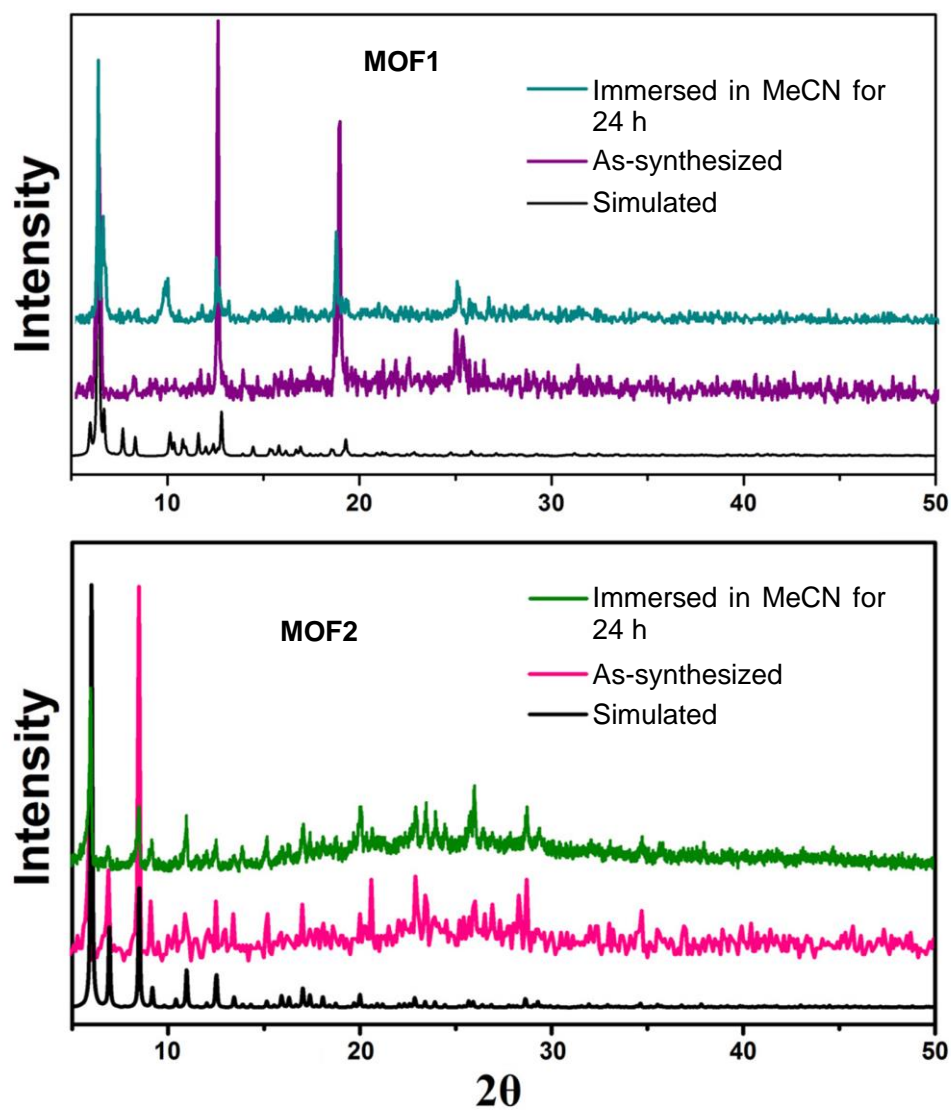 MOF1
Immersed in MeCN for
24 h
As-synthesized
Simulated
Intensity
10 20 30 40 50
MOF2
Immersed in MeCN for
24 h
As-synthesized
Simulated
Intensity
10 20 30 40 50
2θ